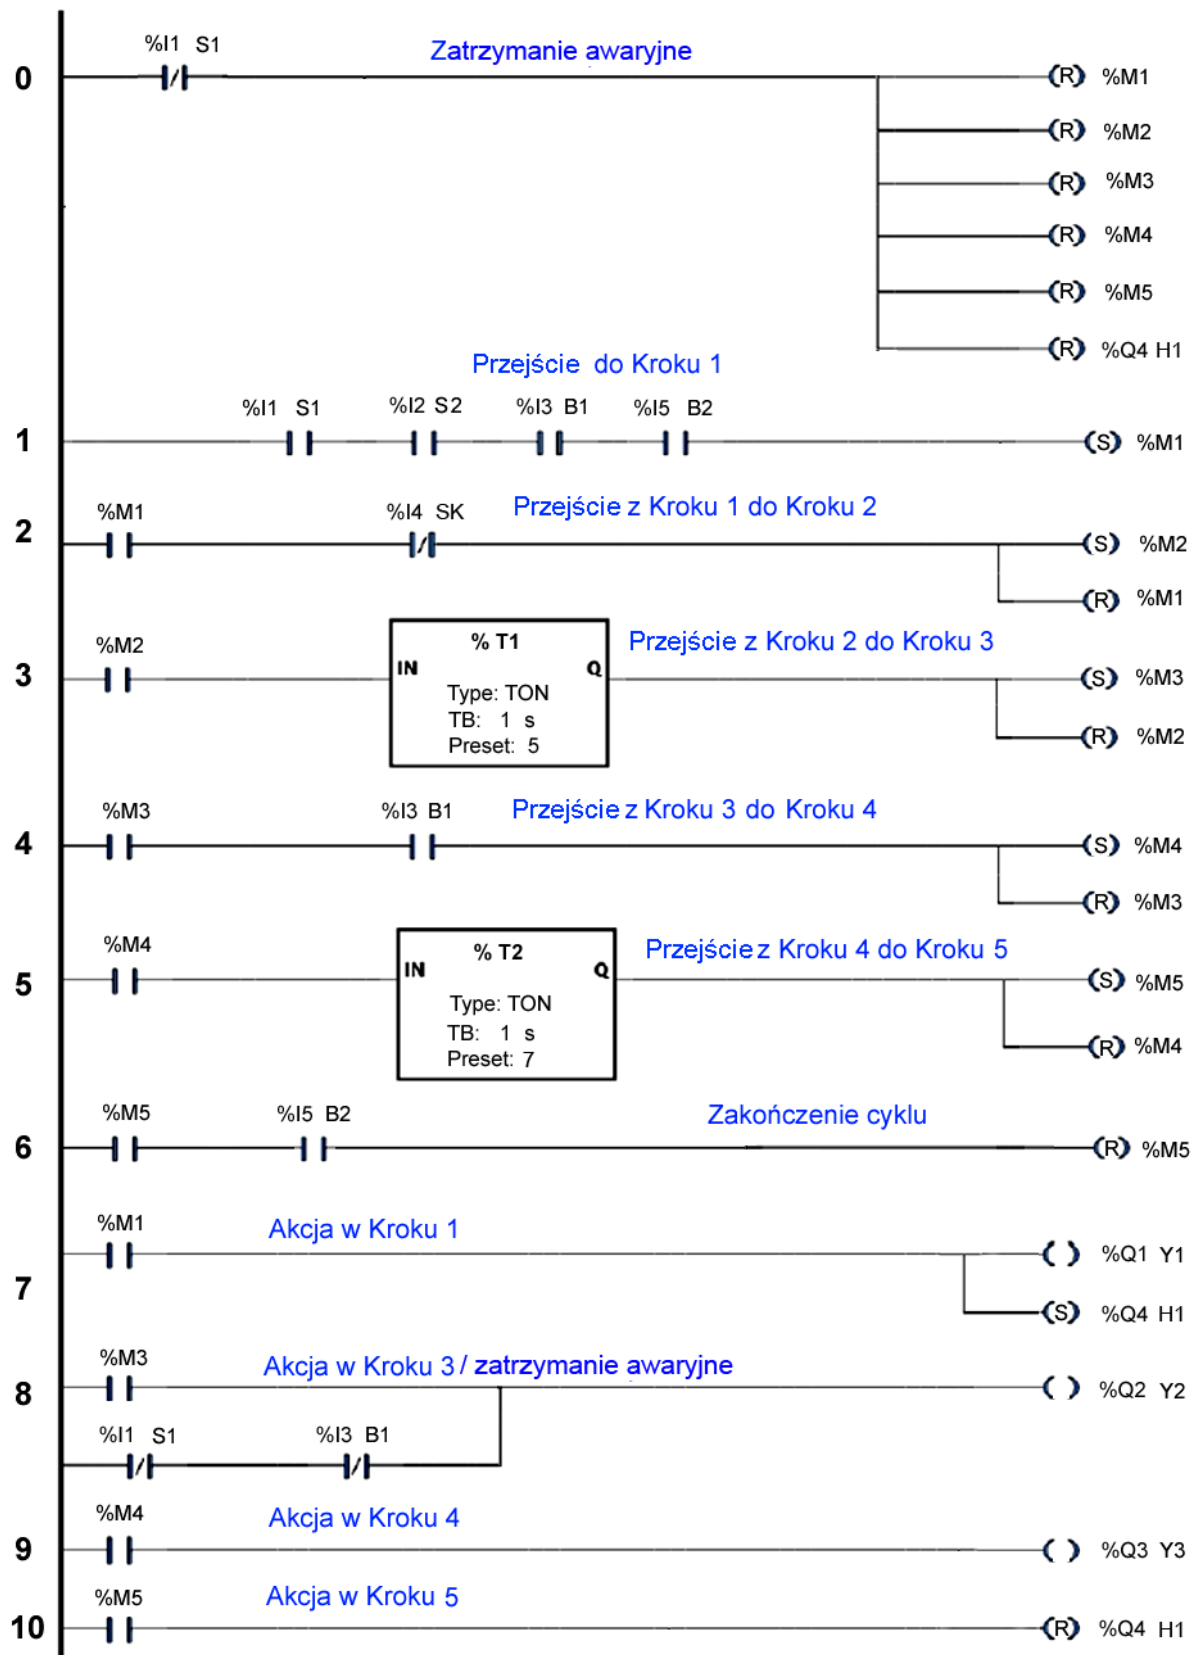 %I1 S1 Zatrzymanie awaryjne
0 (R) %M1
(R) %M2
(R) %M3
(R) %M4
(R) %M5
(R) %Q4 H1
Przejście do Kroku 1
%I1 S1 %I2 S2 %I3 B1 %I5 B2
1 (S) %M1
%M1 %I4 SK Przejście z Kroku 1 do Kroku 2
2 (S) %M2
(R) %M1
%M2 % T1 Przejście z Kroku 2 do Kroku 3
3 IN Q (S) %M3
Type: TON
TB: 1 s
Preset: 5
(R) %M2
%M3 %I3 B1 Przejście z Kroku 3 do Kroku 4
4 (S) %M4
(R) %M3
%M4 % T2 Przejście z Kroku 4 do Kroku 5
5 IN Q (S) %M5
Type: TON
TB: 1 s
Preset: 7
(R) %M4
%M5 %I5 B2 Zakończenie cyklu
6 (R) %M5
%M1 Akcja w Kroku 1
7 ( ) %Q1 Y1
(S) %Q4 H1
%M3 Akcja w Kroku 3 / zatrzymanie awaryjne
8 ( ) %Q2 Y2
%I1 S1 %I3 B1
%M4 Akcja w Kroku 4
9 ( ) %Q3 Y3
%M5 Akcja w Kroku 5
10 (R) %Q4 H1